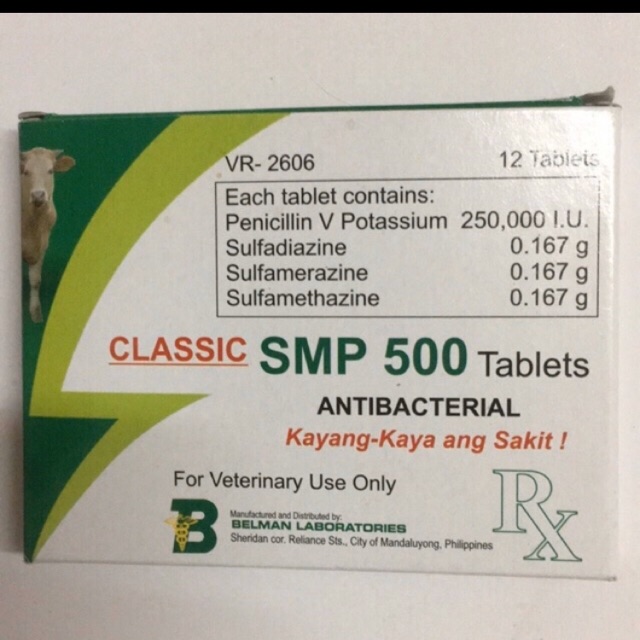 VR- 2606 12 Tablets
Each tablet contains:
Penicillin V Potassium 250,000 I.U.
Sulfadiazine 0.167 g
Sulfamerazine 0.167 g
Sulfamethazine 0.167 g
CLASSIC SMP 500 Tablets
ANTIBACTERIAL
Kayang-Kaya ang Sakit !
For Veterinary Use Only
B
Manufactured and Distributed by:
BELMAN LABORATORIES
Sheridan cor. Reliance Sts., City of Mandaluyong, Philippines
Rx